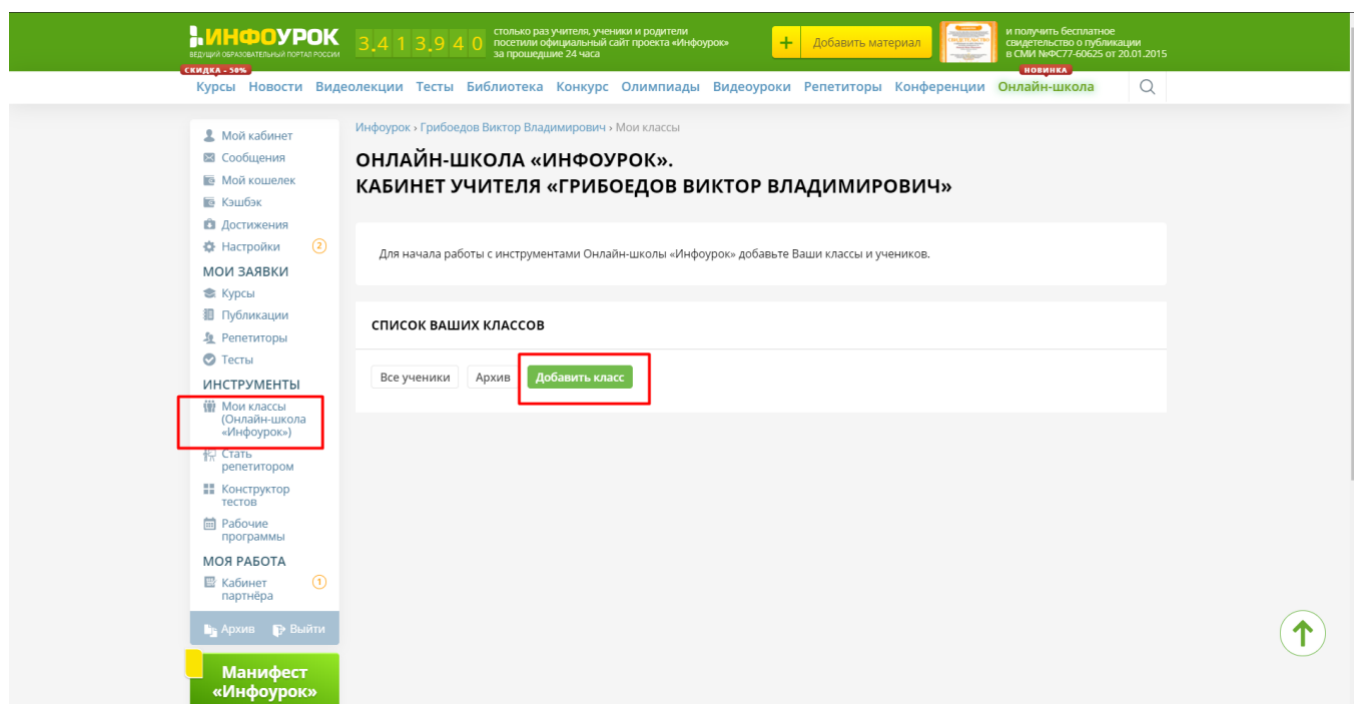 ИНФОУРОК
ВЕДУЩИЙ ОБРАЗОВАТЕЛЬНЫЙ ПОРТАЛ РОССИИ
3.4 1 3.9 4 0
столько раз учителя, ученики и родители
посетили официальный сайт проекта «Инфоурок»
за прошедшие 24 часа
+ Добавить материал
и получить бесплатное
свидетельство о публикации
в СМИ №ФС77-60625 от 20.01.2015
СКИДКА - 50%
НОВИНКА
Курсы Новости Видеолекции Тесты Библиотека Конкурс Олимпиады Видеоуроки Репетиторы Конференции Онлайн-школа
Мой кабинет
Сообщения
Мой кошелек
Кэшбэк
Достижения
Настройки 2
МОИ ЗАЯВКИ
Курсы
Публикации
Репетиторы
Тесты
ИНСТРУМЕНТЫ
Мои классы
(Онлайн-школа
«Инфоурок»)
Стать
репетитором
Конструктор
тестов
Рабочие
программы
МОЯ РАБОТА
Кабинет 1
партнёра
Архив Выйти
Манифест
«Инфоурок»
Инфоурок › Грибоедов Виктор Владимирович › Мои классы
ОНЛАЙН-ШКОЛА «ИНФОУРОК».
КАБИНЕТ УЧИТЕЛЯ «ГРИБОЕДОВ ВИКТОР ВЛАДИМИРОВИЧ»
Для начала работы с инструментами Онлайн-школы «Инфоурок» добавьте Ваши классы и учеников.
СПИСОК ВАШИХ КЛАССОВ
Все ученики Архив Добавить класс